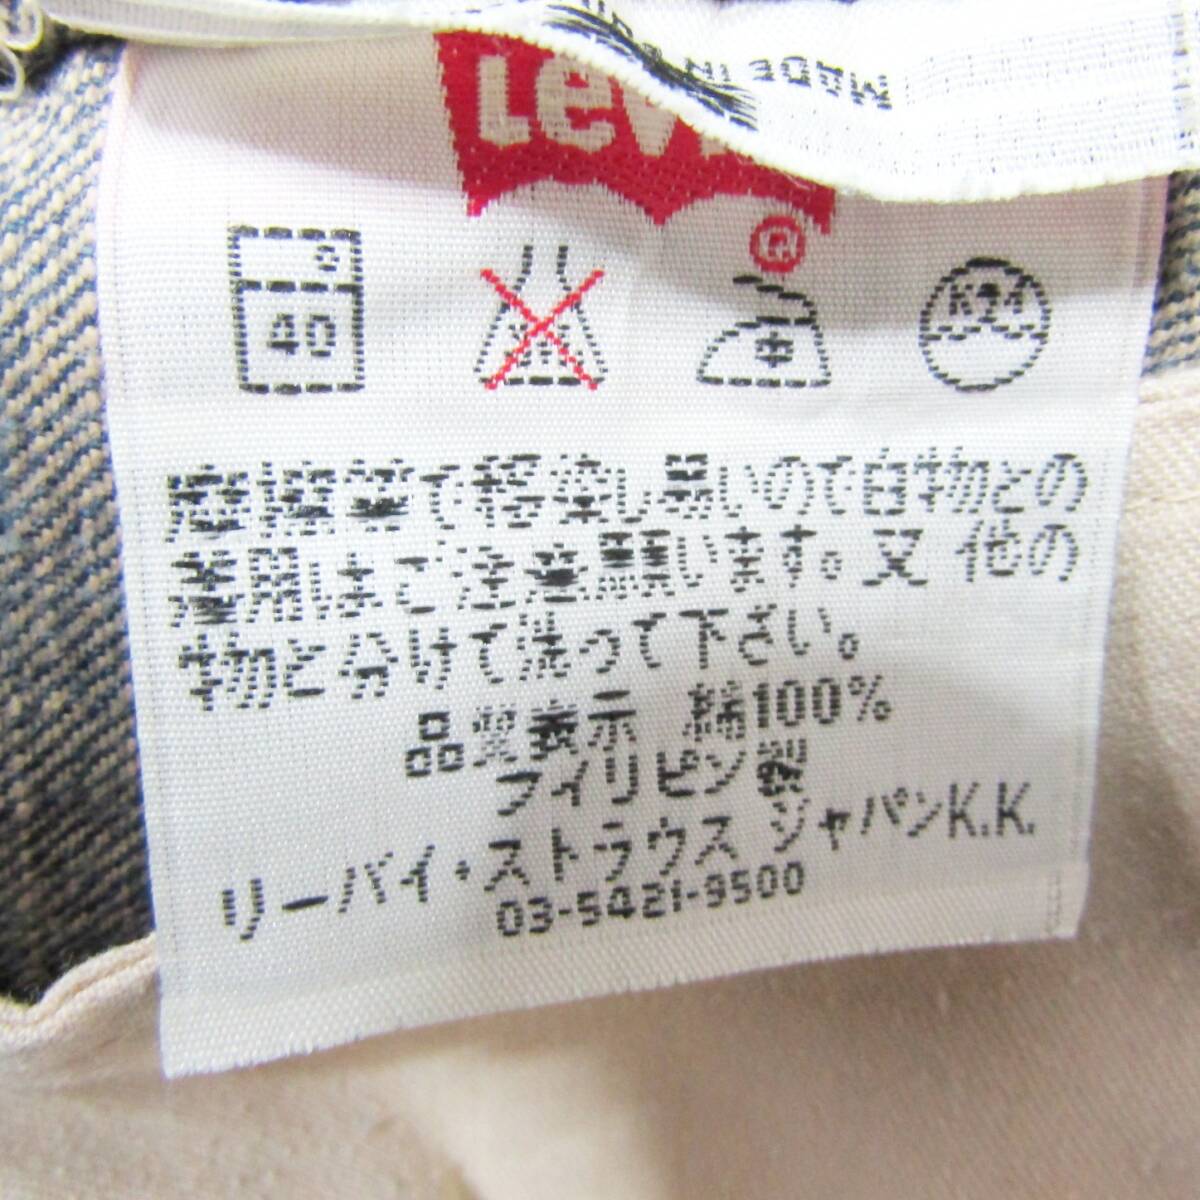 MADE IN
Levi
®
40
中
摩擦等で移染し易いので白物との
着用はご注意願います。又他の
物と分けて洗って下さい。
品質表示 綿100%
フィリピン製
リーバイ・ストラウス ジャパンK.K.
03-5421-9500